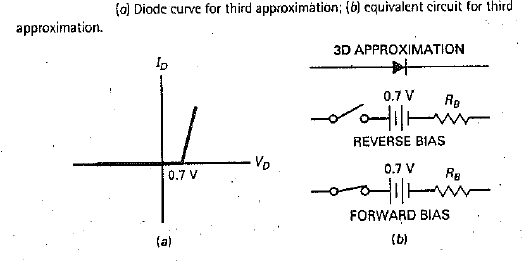 (a) Diode curve for third approximation; (b) equivalent circuit for third
approximation.
I_D
V_D
0.7 V
(a)
3D APPROXIMATION
0.7 V
R_B
REVERSE BIAS
0.7 V
R_B
FORWARD BIAS
(b)